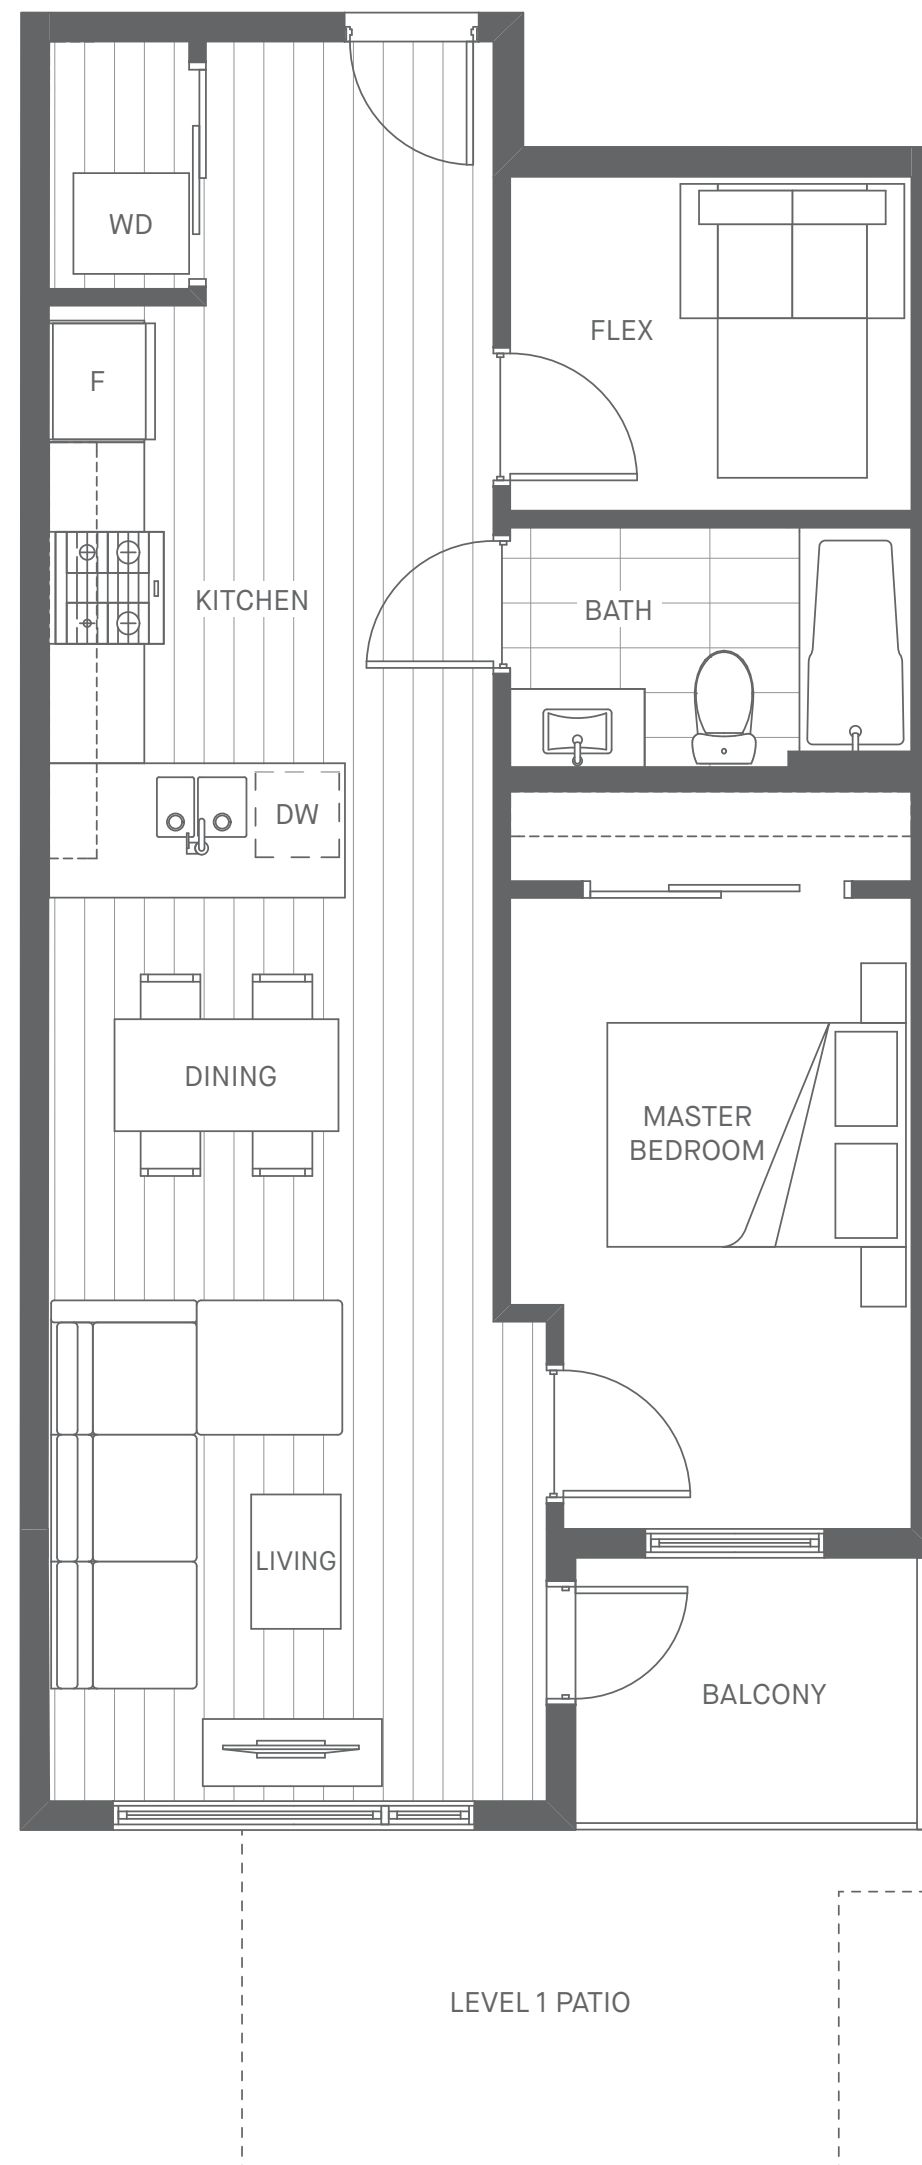 WD
FLEX
F
KITCHEN
BATH
DW
DINING
MASTER
BEDROOM
LIVING
BALCONY
LEVEL 1 PATIO